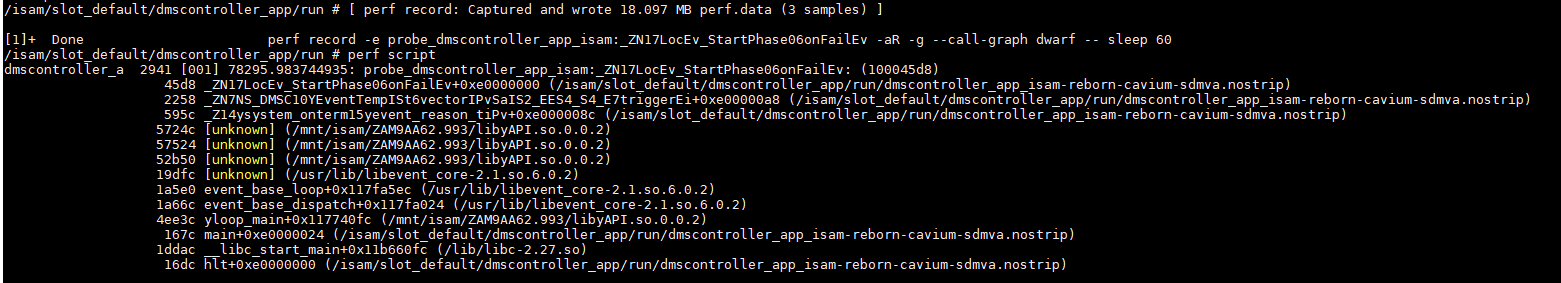 /isam/slot_default/dmscontroller_app/run # [ perf record: Captured and wrote 18.097 MB perf.data (3 samples) ]
[1]+  Done                    perf record -e probe_dmscontroller_app_isam:_ZN17LocEv_StartPhase06onFailEv -aR -g --call-graph dwarf -- sleep 60
/isam/slot_default/dmscontroller_app/run # perf script
dmscontroller_a  2941 [001] 78295.983744935: probe_dmscontroller_app_isam:_ZN17LocEv_StartPhase06onFailEv: (100045d8)
45d8 _ZN17LocEv_StartPhase06onFailEv+0xe0000000 (/isam/slot_default/dmscontroller_app/run/dmscontroller_app_isam-reborn-cavium-sdmva.nostrip)
2258 _ZN7NS_DMSC10YEventTempISt6vectorIPvSaIS2_EES4_S4_E7triggerEi+0xe00000a8 (/isam/slot_default/dmscontroller_app/run/dmscontroller_app_isam-reborn-cavium-sdmva.nostrip)
595c _Z14ysystem_onterm15yevent_reason_tiPv+0xe000008c (/isam/slot_default/dmscontroller_app/run/dmscontroller_app_isam-reborn-cavium-sdmva.nostrip)
5724c [unknown] (/mnt/isam/ZAM9AA62.993/libyAPI.so.0.0.2)
57524 [unknown] (/mnt/isam/ZAM9AA62.993/libyAPI.so.0.0.2)
52b50 [unknown] (/mnt/isam/ZAM9AA62.993/libyAPI.so.0.0.2)
19dfc [unknown] (/usr/lib/libevent_core-2.1.so.6.0.2)
1a5e0 event_base_loop+0x117fa5ec (/usr/lib/libevent_core-2.1.so.6.0.2)
1a66c event_base_dispatch+0x117fa024 (/usr/lib/libevent_core-2.1.so.6.0.2)
4ee3c yloop_main+0x117740fc (/mnt/isam/ZAM9AA62.993/libyAPI.so.0.0.2)
167c main+0xe0000024 (/isam/slot_default/dmscontroller_app/run/dmscontroller_app_isam-reborn-cavium-sdmva.nostrip)
1ddac __libc_start_main+0x11b660fc (/lib/libc-2.27.so)
16dc hlt+0xe0000000 (/isam/slot_default/dmscontroller_app/run/dmscontroller_app_isam-reborn-cavium-sdmva.nostrip)